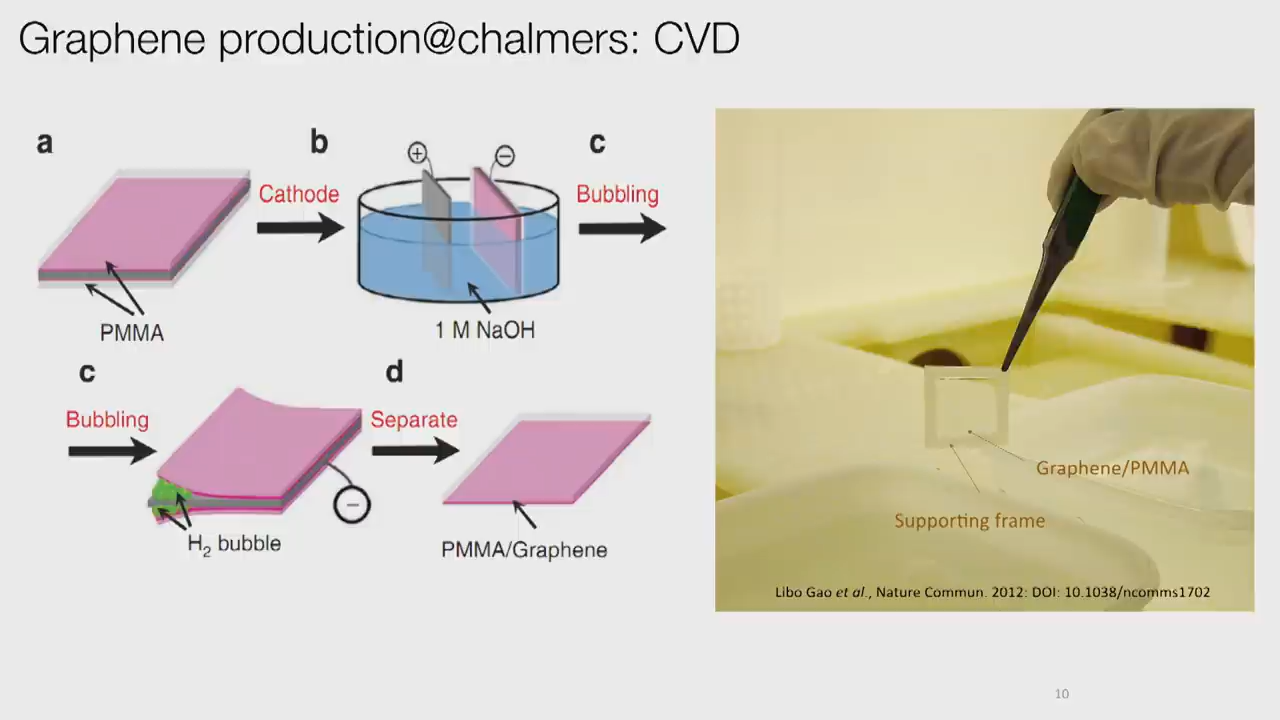 Graphene production@chalmers: CVD
a
b
c
Cathode
Bubbling
PMMA
1 M NaOH
c
d
Bubbling
Separate
H₂ bubble
PMMA/Graphene
Graphene/PMMA
Supporting frame
Libo Gao et al., Nature Commun. 2012: DOI: 10.1038/ncomms1702
10